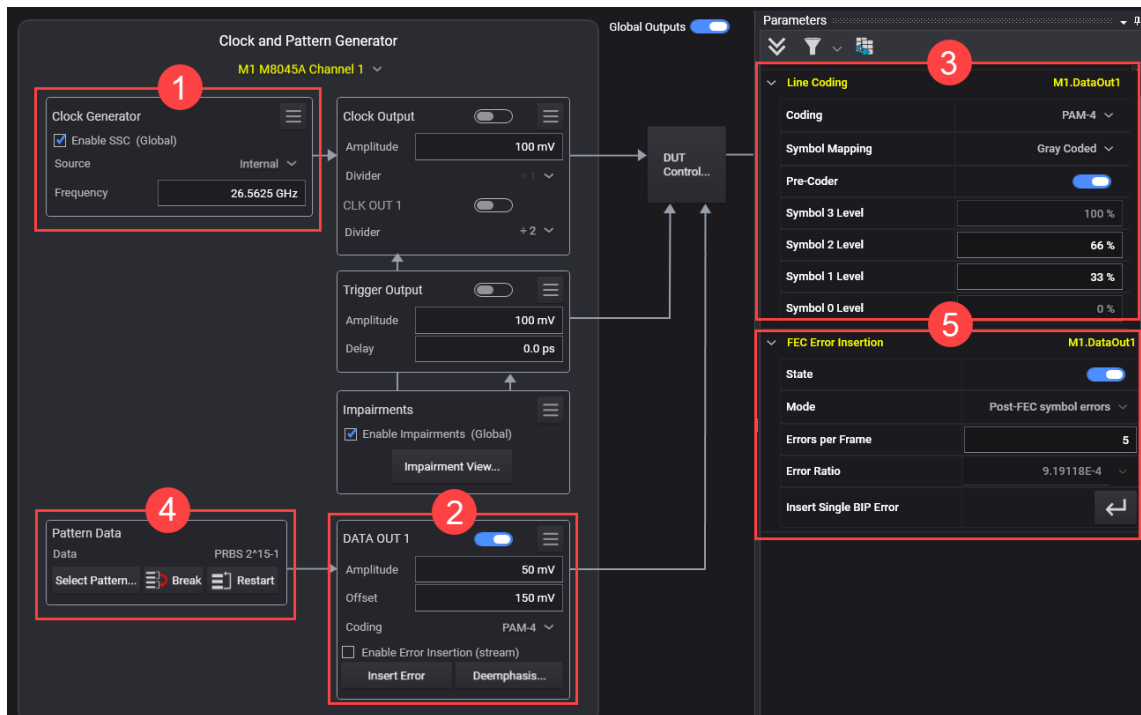 Clock and Pattern Generator
M1 M8045A Channel 1
1
Clock Generator
Enable SSC (Global)
Source Internal
Frequency 26.5625 GHz
Clock Output
Amplitude 100 mV
Divider ÷ 1
CLK OUT 1
Divider ÷ 2
Trigger Output
Amplitude 100 mV
Delay 0.0 ps
Impairments
Enable Impairments (Global)
Impairment View...
4
Pattern Data
Data PRBS 2^15-1
Select Pattern... Break Restart
2
DATA OUT 1
Amplitude 50 mV
Offset 150 mV
Coding PAM-4
Enable Error Insertion (stream)
Insert Error Deemphasis...
Global Outputs
DUT
Control...
Parameters
3
Line Coding M1.DataOut1
Coding PAM-4
Symbol Mapping Gray Coded
Pre-Coder
Symbol 3 Level 100 %
Symbol 2 Level 66 %
Symbol 1 Level 33 %
Symbol 0 Level 0 %
5
FEC Error Insertion M1.DataOut1
State
Mode Post-FEC symbol errors
Errors per Frame 5
Error Ratio 9.19118E-4
Insert Single BIP Error